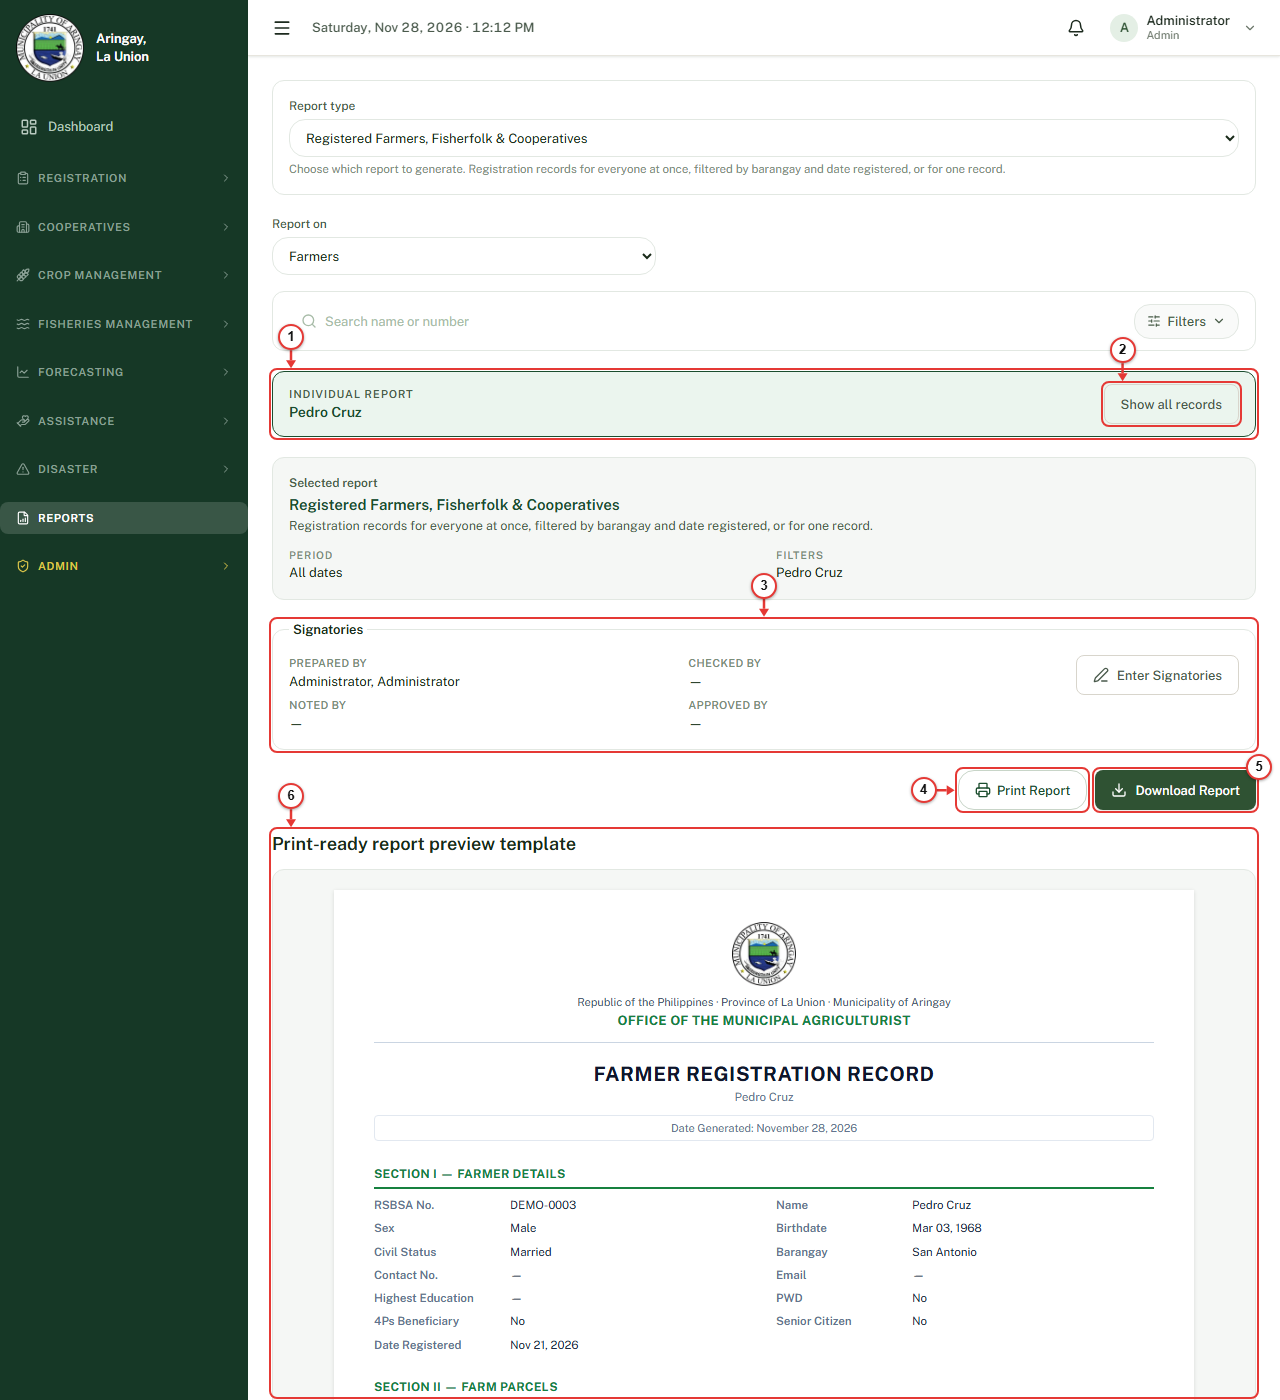 Aringay,
La Union
Dashboard
REGISTRATION
COOPERATIVES
CROP MANAGEMENT
FISHERIES MANAGEMENT
FORECASTING
ASSISTANCE
DISASTER
REPORTS
ADMIN
Saturday, Nov 28, 2026 · 12:12 PM
A
Administrator
Admin
Report type
Registered Farmers, Fisherfolk & Cooperatives
Choose which report to generate. Registration records for everyone at once, filtered by barangay and date registered, or for one record.
Report on
Farmers
Search name or number
Filters
1
2
INDIVIDUAL REPORT
Pedro Cruz
Show all records
Selected report
Registered Farmers, Fisherfolk & Cooperatives
Registration records for everyone at once, filtered by barangay and date registered, or for one record.
PERIOD
All dates
FILTERS
Pedro Cruz
3
Signatories
PREPARED BY
Administrator, Administrator
CHECKED BY
—
NOTED BY
—
APPROVED BY
—
Enter Signatories
4
Print Report
5
Download Report
6
Print-ready report preview template
MUNICIPALITY OF ARINGAY
1741
LA UNION
Republic of the Philippines · Province of La Union · Municipality of Aringay
OFFICE OF THE MUNICIPAL AGRICULTURIST
FARMER REGISTRATION RECORD
Pedro Cruz
Date Generated: November 28, 2026
SECTION I — FARMER DETAILS
RSBSA No. DEMO-0003 Name Pedro Cruz
Sex Male Birthdate Mar 03, 1968
Civil Status Married Barangay San Antonio
Contact No. — Email —
Highest Education — PWD No
4Ps Beneficiary No Senior Citizen No
Date Registered Nov 21, 2026
SECTION II — FARM PARCELS